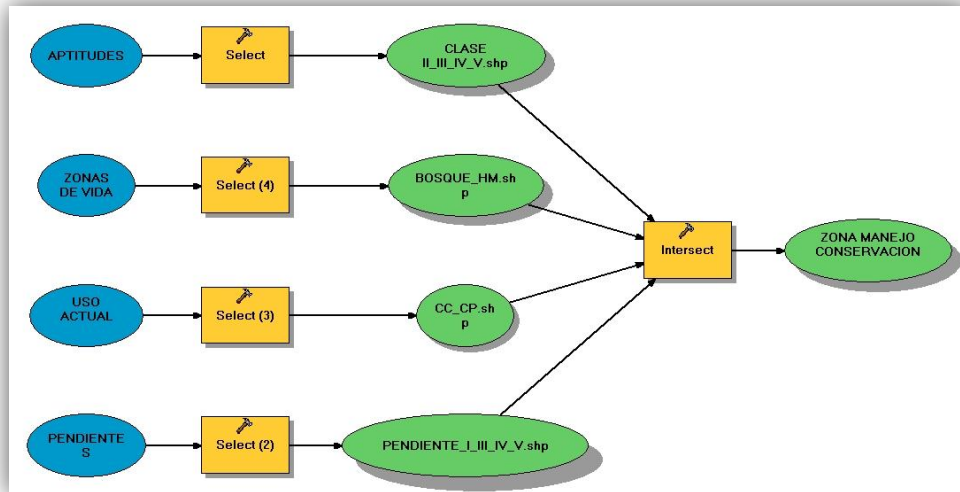 APTITUDES
Select
CLASE
II_III_IV_V.shp
ZONAS
DE VIDA
Select (4)
BOSQUE_HM.sh
p
Intersect
ZONA MANEJO
CONSERVACION
USO
ACTUAL
Select (3)
CC_CP.sh
p
PENDIENTE
S
Select (2)
PENDIENTE_I_III_IV_V.shp